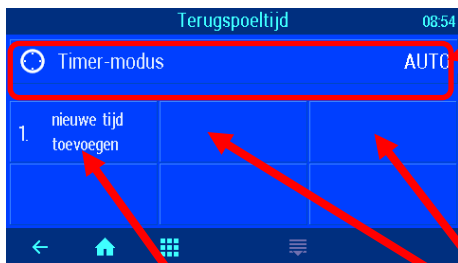 Terugspoeltijd 08:54
Timer-modus AUTO
1. nieuwe tijd
toevoegen